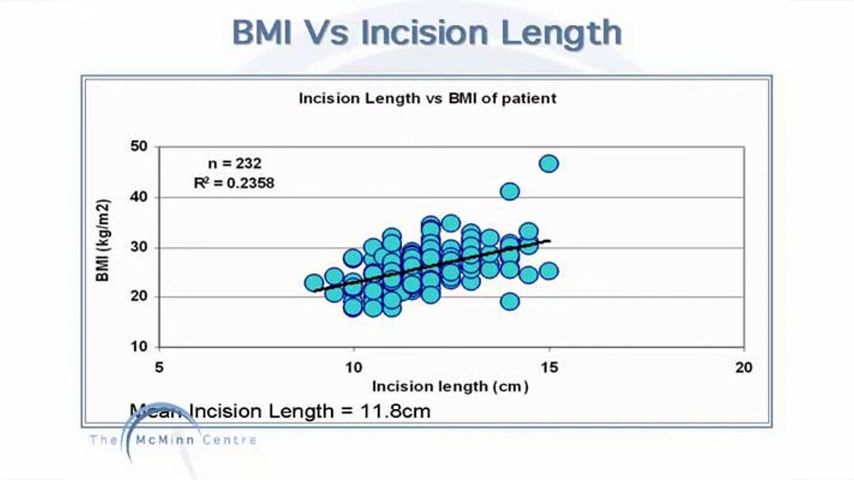 BMI Vs Incision Length
Incision Length vs BMI of patient
n = 232
R² = 0.2358
BMI (kg/m2)
50
40
30
20
10
5 10 15 20
Incision length (cm)
Mean Incision Length = 11.8cm
The McMinn Centre